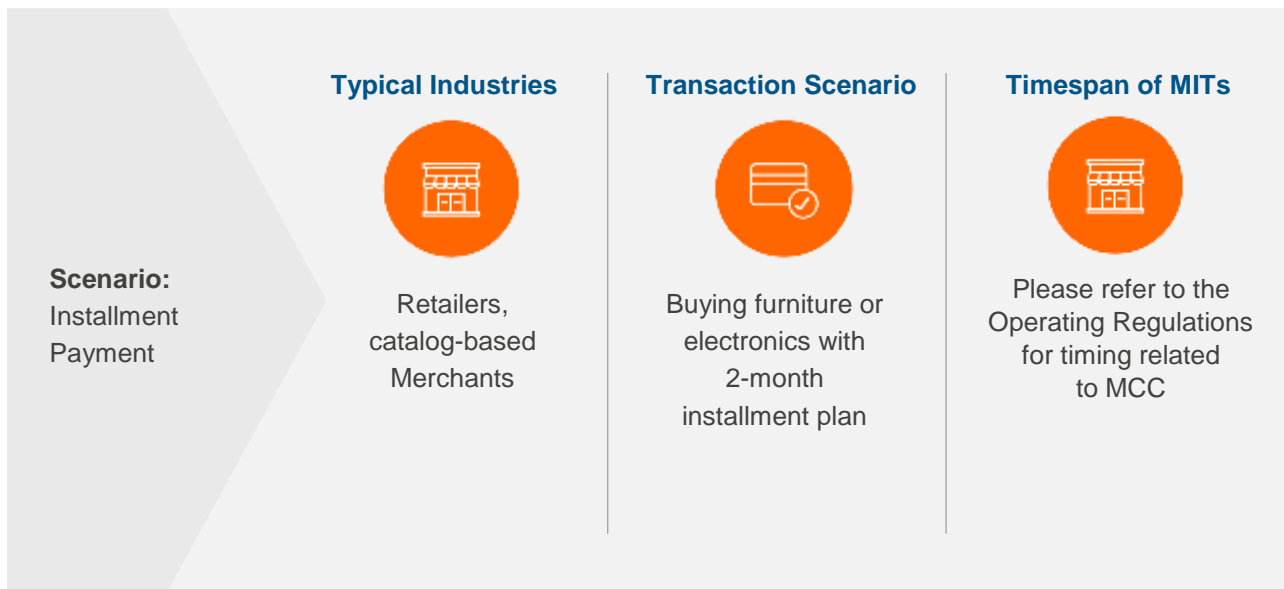 Scenario:
Installment
Payment
Typical Industries
Retailers,
catalog-based
Merchants
Transaction Scenario
Buying furniture or
electronics with
2-month
installment plan
Timespan of MITs
Please refer to the
Operating Regulations
for timing related
to MCC